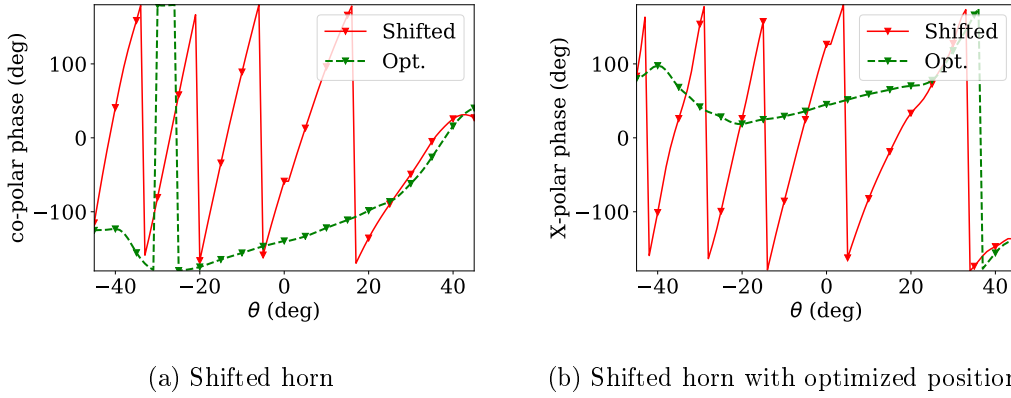 co-polar phase (deg)
100
0
−100
−40
−20
0
20
40
θ (deg)
Shifted
Opt.
(a) Shifted horn
X-polar phase (deg)
100
0
−100
−40
−20
0
20
40
θ (deg)
Shifted
Opt.
(b) Shifted horn with optimized position